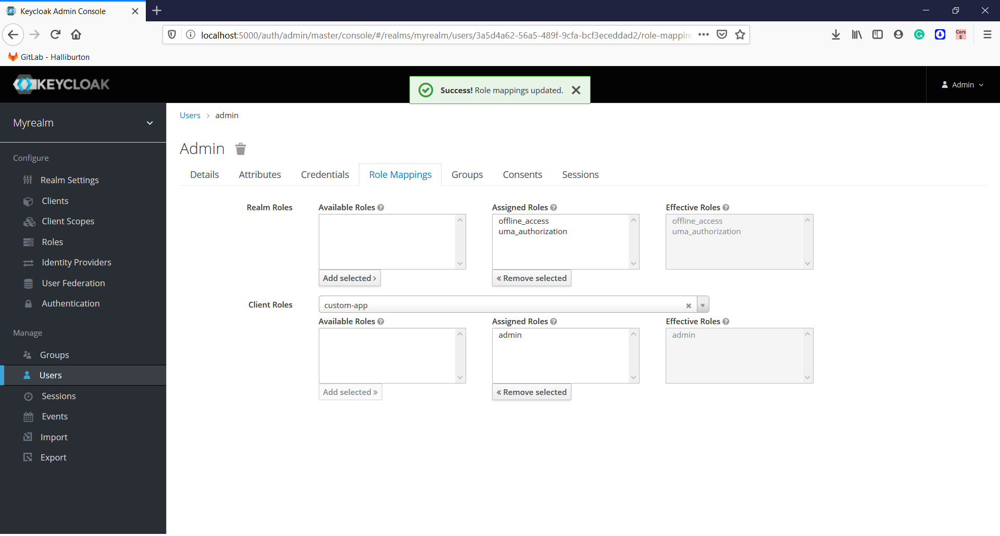 Keycloak Admin Console
localhost:5000/auth/admin/master/console/#/realms/myrealm/users/3a5d4a62-56a5-489f-9cfa-bcf3eceddad2/role-mapping
Cors
E
GitLab - Halliburton
KEYCLOAK
Success! Role mappings updated.
Admin
Myrealm
Users > admin
Admin
Configure
Details Attributes Credentials Role Mappings Groups Consents Sessions
Realm Settings
Clients
Client Scopes
Roles
Identity Providers
User Federation
Authentication
Manage
Groups
Users
Sessions
Events
Import
Export
Realm Roles Available Roles Assigned Roles Effective Roles
offline_access offline_access
uma_authorization uma_authorization
Add selected > « Remove selected
Client Roles custom-app
Available Roles Assigned Roles Effective Roles
admin admin
Add selected » « Remove selected